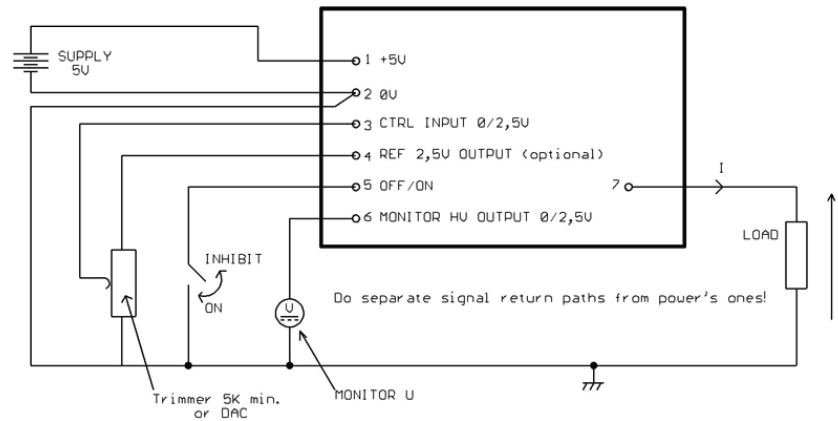 SUPPLY
5V
1 +5V
2 0V
3 CTRL INPUT 0/2,5V
4 REF 2,5V OUTPUT (optional)
5 OFF/ON
7
6 MONITOR HV OUTPUT 0/2,5V
I
LOAD
INHIBIT
ON
V
Do separate signal return paths from power's ones!
Trimmer 5K min.
or DAC
MONITOR U